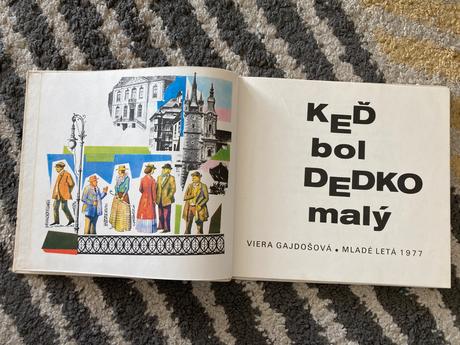 KEĎ
bol
DEDKO
malý
VIERA GAJDOŠOVÁ • MLADÉ LETÁ 1977